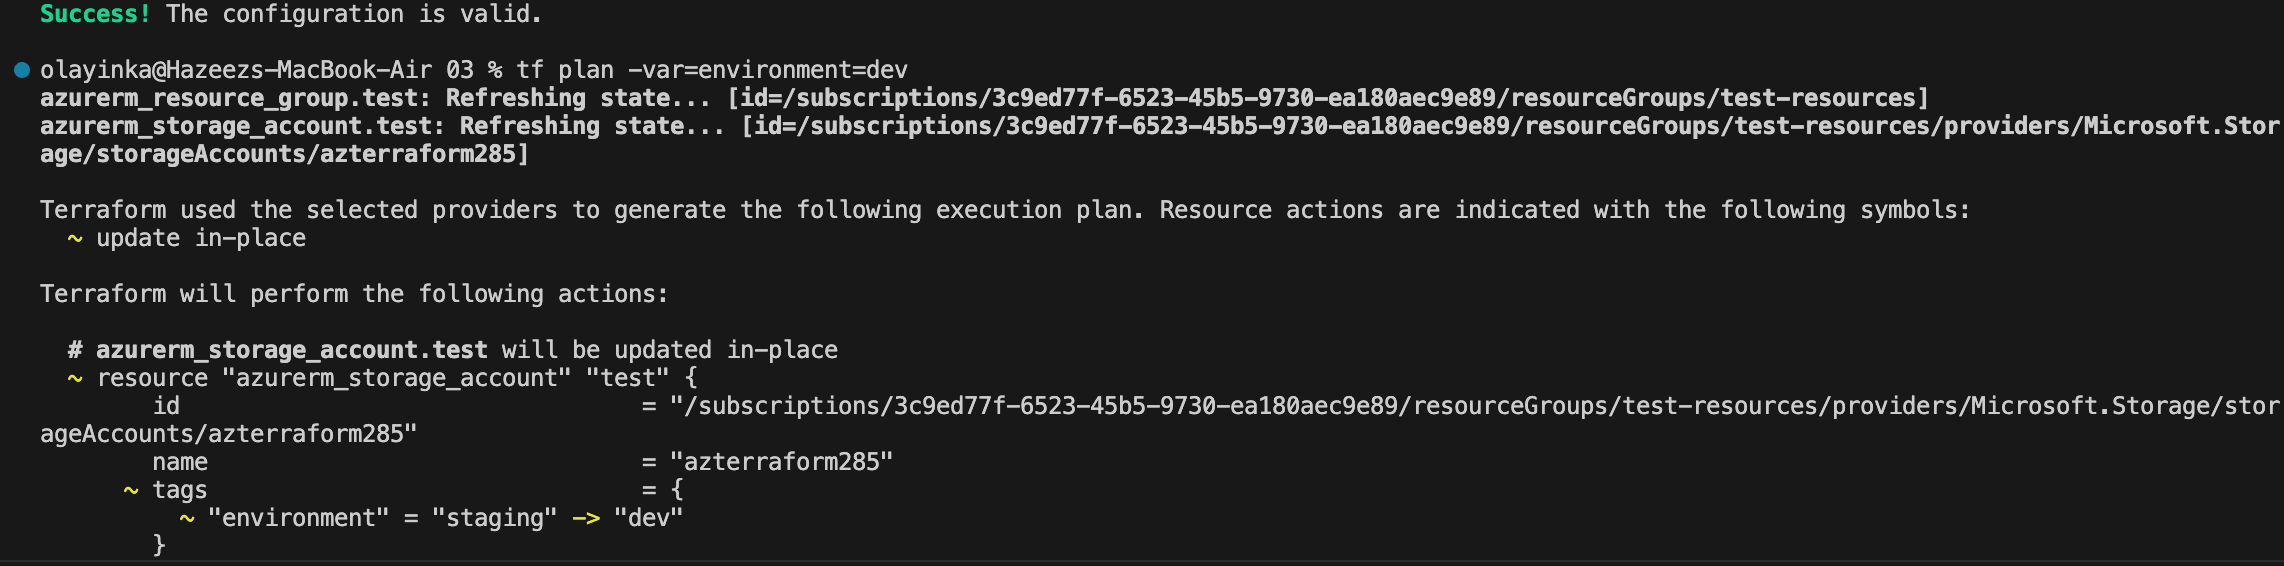 Success! The configuration is valid.
olayinka@Hazeezs-MacBook-Air 03 % tf plan -var=environment=dev
azurerm_resource_group.test: Refreshing state... [id=/subscriptions/3c9ed77f-6523-45b5-9730-ea180aec9e89/resourceGroups/test-resources]
azurerm_storage_account.test: Refreshing state... [id=/subscriptions/3c9ed77f-6523-45b5-9730-ea180aec9e89/resourceGroups/test-resources/providers/Microsoft.Stor
age/storageAccounts/azterraform285]
Terraform used the selected providers to generate the following execution plan. Resource actions are indicated with the following symbols:
~ update in-place
Terraform will perform the following actions:
# azurerm_storage_account.test will be updated in-place
~ resource "azurerm_storage_account" "test" {
id = "/subscriptions/3c9ed77f-6523-45b5-9730-ea180aec9e89/resourceGroups/test-resources/providers/Microsoft.Storage/stor
ageAccounts/azterraform285"
name = "azterraform285"
~ tags = {
~ "environment" = "staging" -> "dev"
}